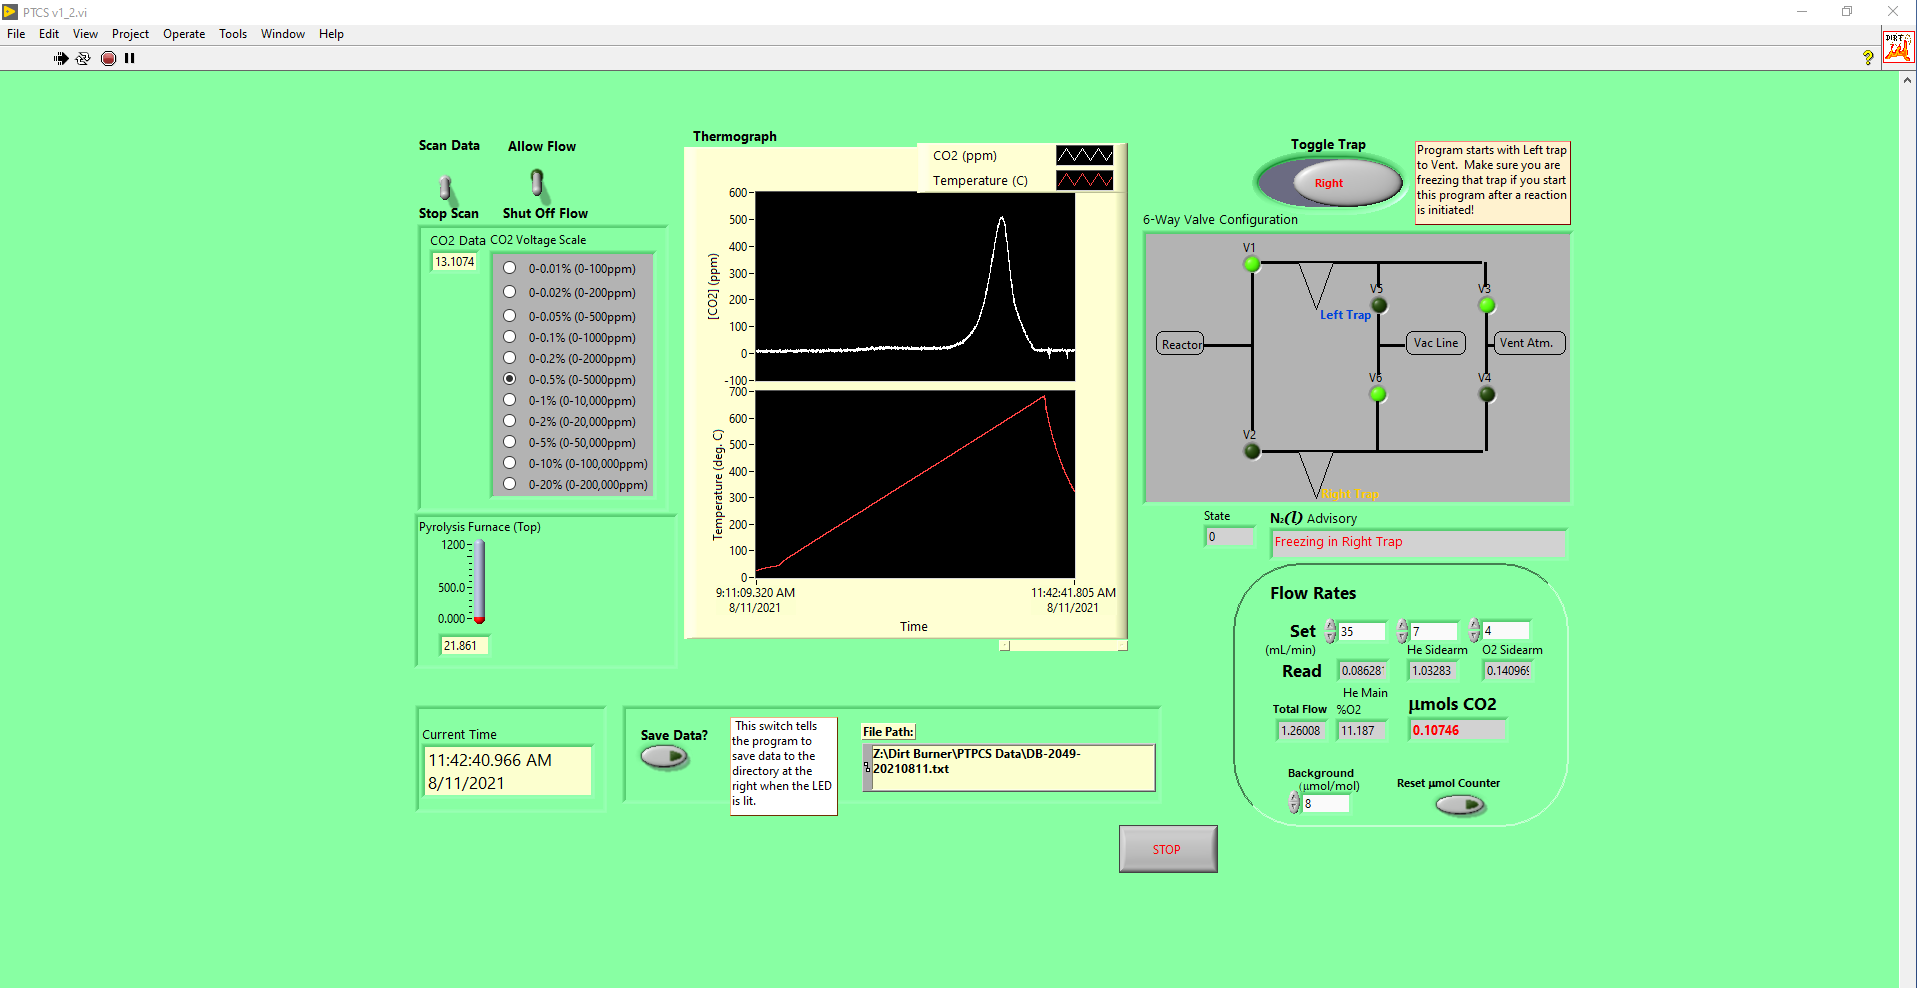 PTCS v1_2.vi
File Edit View Project Operate Tools Window Help
DIRT
Scan Data
Stop Scan
Allow Flow
Shut Off Flow
CO2 Data
13.1074
CO2 Voltage Scale
0-0.01% (0-100ppm)
0-0.02% (0-200ppm)
0-0.05% (0-500ppm)
0-0.1% (0-1000ppm)
0-0.2% (0-2000ppm)
0-0.5% (0-5000ppm)
0-1% (0-10,000ppm)
0-2% (0-20,000ppm)
0-5% (0-50,000ppm)
0-10% (0-100,000ppm)
0-20% (0-200,000ppm)
Pyrolysis Furnace (Top)
1200
500.0
0.000
21.861
Thermograph
CO2 (ppm)
Temperature (C)
[CO2] (ppm)
600
500
400
300
200
100
0
-100
Temperature (deg. C)
700
600
500
400
300
200
100
0
9:11:09.320 AM
8/11/2021
11:42:41.805 AM
8/11/2021
Time
Toggle Trap
Right
Program starts with Left trap
to Vent. Make sure you are
freezing that trap if you start
this program after a reaction
is initiated!
6-Way Valve Configuration
V1
V5
V3
Left Trap
Reactor
Vac Line
Vent Atm.
V6
V4
V2
Right Trap
State
0
N₂(l) Advisory
Freezing in Right Trap
Flow Rates
Set 35 7 4
(mL/min) He Sidearm O2 Sidearm
Read 0.08628 1.03283 0.14096
He Main
Total Flow %O2 µmols CO2
1.26008 11.187 0.10746
Background
(µmol/mol)
8
Reset µmol Counter
Current Time
11:42:40.966 AM
8/11/2021
Save Data?
This switch tells
the program to
save data to the
directory at the
right when the LED
is lit.
File Path:
Z:\Dirt Burner\PTPCS Data\DB-2049-
20210811.txt
STOP